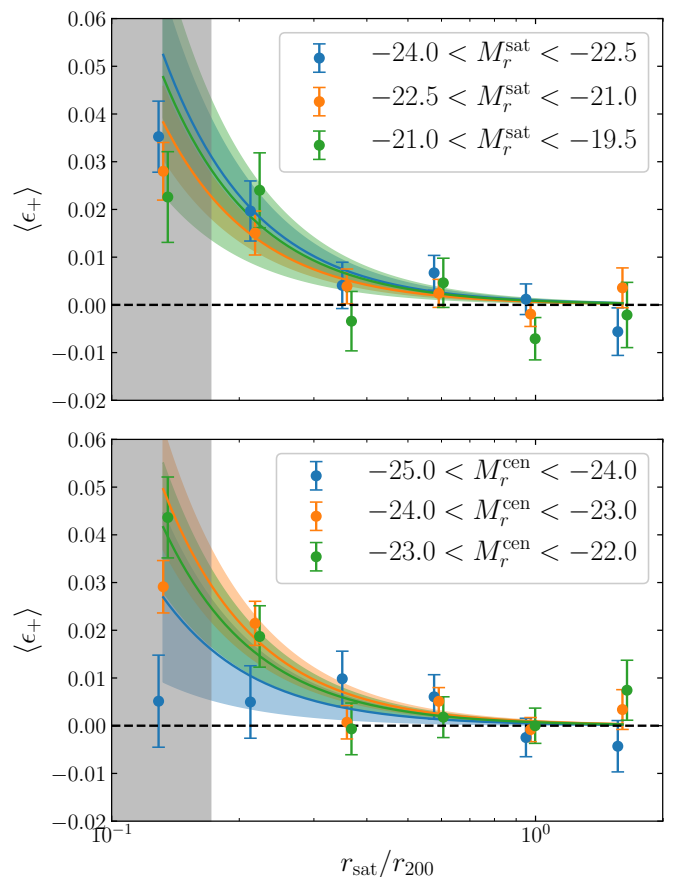 0.06
0.05
0.04
0.03
0.02
0.01
0.00
−0.01
−0.02
⟨ϵ₊⟩
−24.0 < M_r^sat < −22.5
−22.5 < M_r^sat < −21.0
−21.0 < M_r^sat < −19.5
0.06
0.05
0.04
0.03
0.02
0.01
0.00
−0.01
−0.02
⟨ϵ₊⟩
−25.0 < M_r^cen < −24.0
−24.0 < M_r^cen < −23.0
−23.0 < M_r^cen < −22.0
10⁻¹ 10⁰
r_sat/r_200